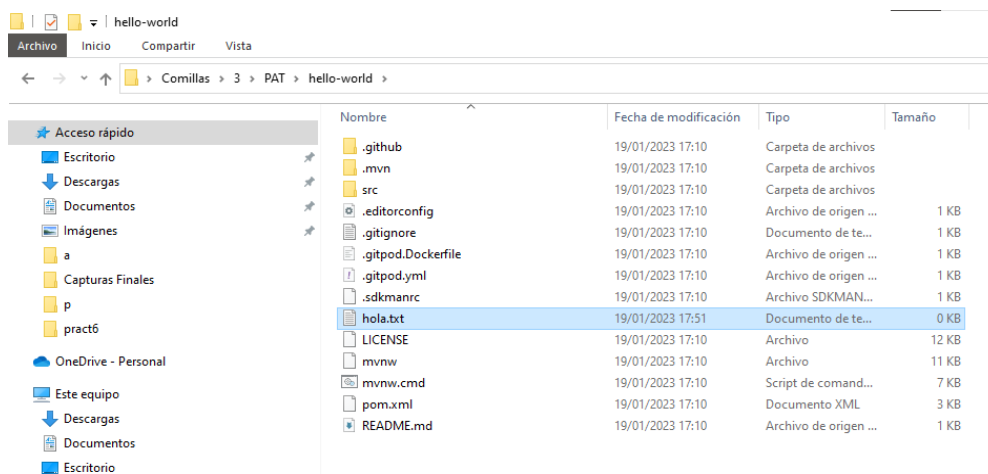 hello-world
Archivo Inicio Compartir Vista
Comillas > 3 > PAT > hello-world >
Acceso rápido
Escritorio
Descargas
Documentos
Imágenes
a
Capturas Finales
p
pract6
OneDrive - Personal
Este equipo
Descargas
Documentos
Escritorio
Nombre Fecha de modificación Tipo Tamaño
.github 19/01/2023 17:10 Carpeta de archivos
.mvn 19/01/2023 17:10 Carpeta de archivos
src 19/01/2023 17:10 Carpeta de archivos
.editorconfig 19/01/2023 17:10 Archivo de origen ... 1 KB
.gitignore 19/01/2023 17:10 Documento de te... 1 KB
.gitpod.Dockerfile 19/01/2023 17:10 Archivo de origen ... 1 KB
.gitpod.yml 19/01/2023 17:10 Archivo de origen ... 1 KB
.sdkmanrc 19/01/2023 17:10 Archivo SDKMAN... 1 KB
hola.txt 19/01/2023 17:51 Documento de te... 0 KB
LICENSE 19/01/2023 17:10 Archivo 12 KB
mvnw 19/01/2023 17:10 Archivo 11 KB
mvnw.cmd 19/01/2023 17:10 Script de comand... 7 KB
pom.xml 19/01/2023 17:10 Documento XML 3 KB
README.md 19/01/2023 17:10 Archivo de origen ... 1 KB